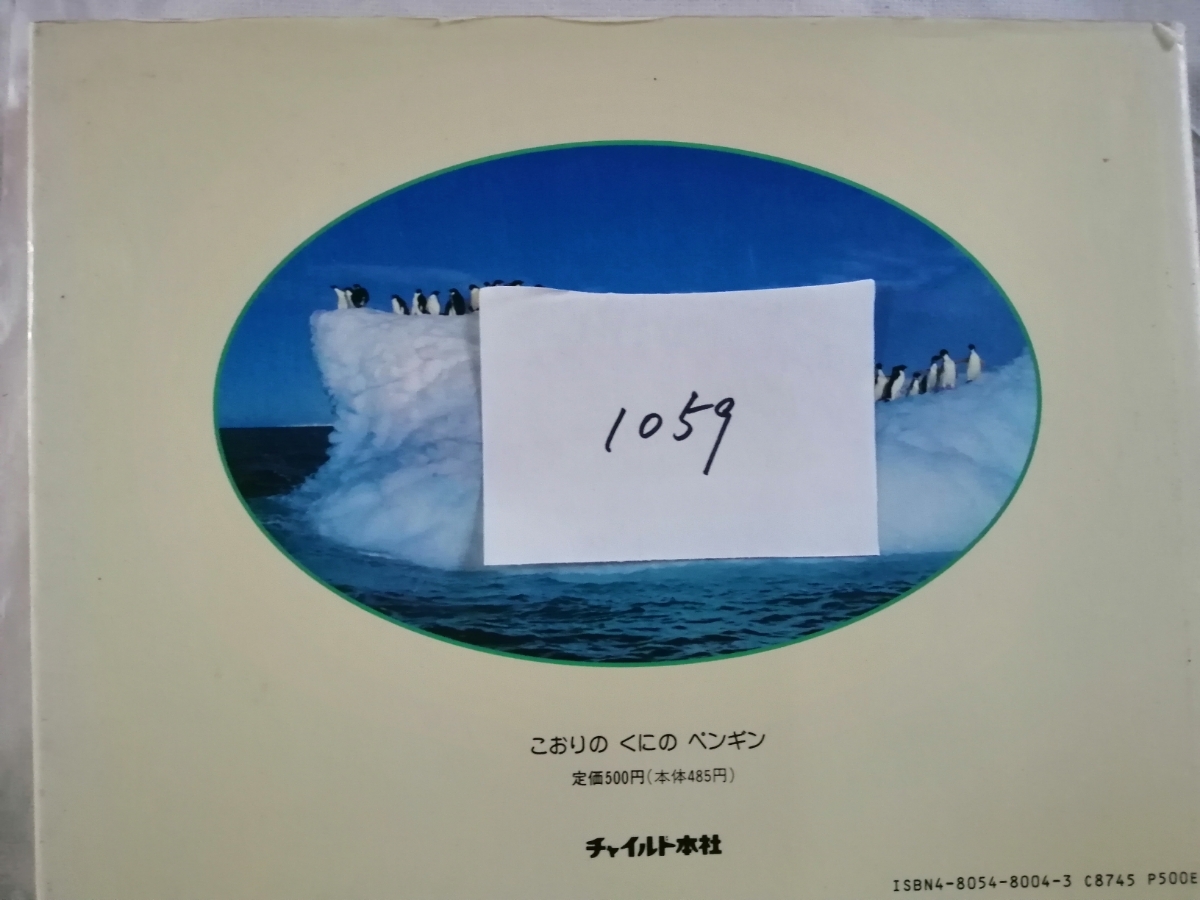 1059
こおりの くにの ペンギン
定価500円(本体485円)
チャイルド本社
ISBN4-8054-8004-3 C8745 P500E